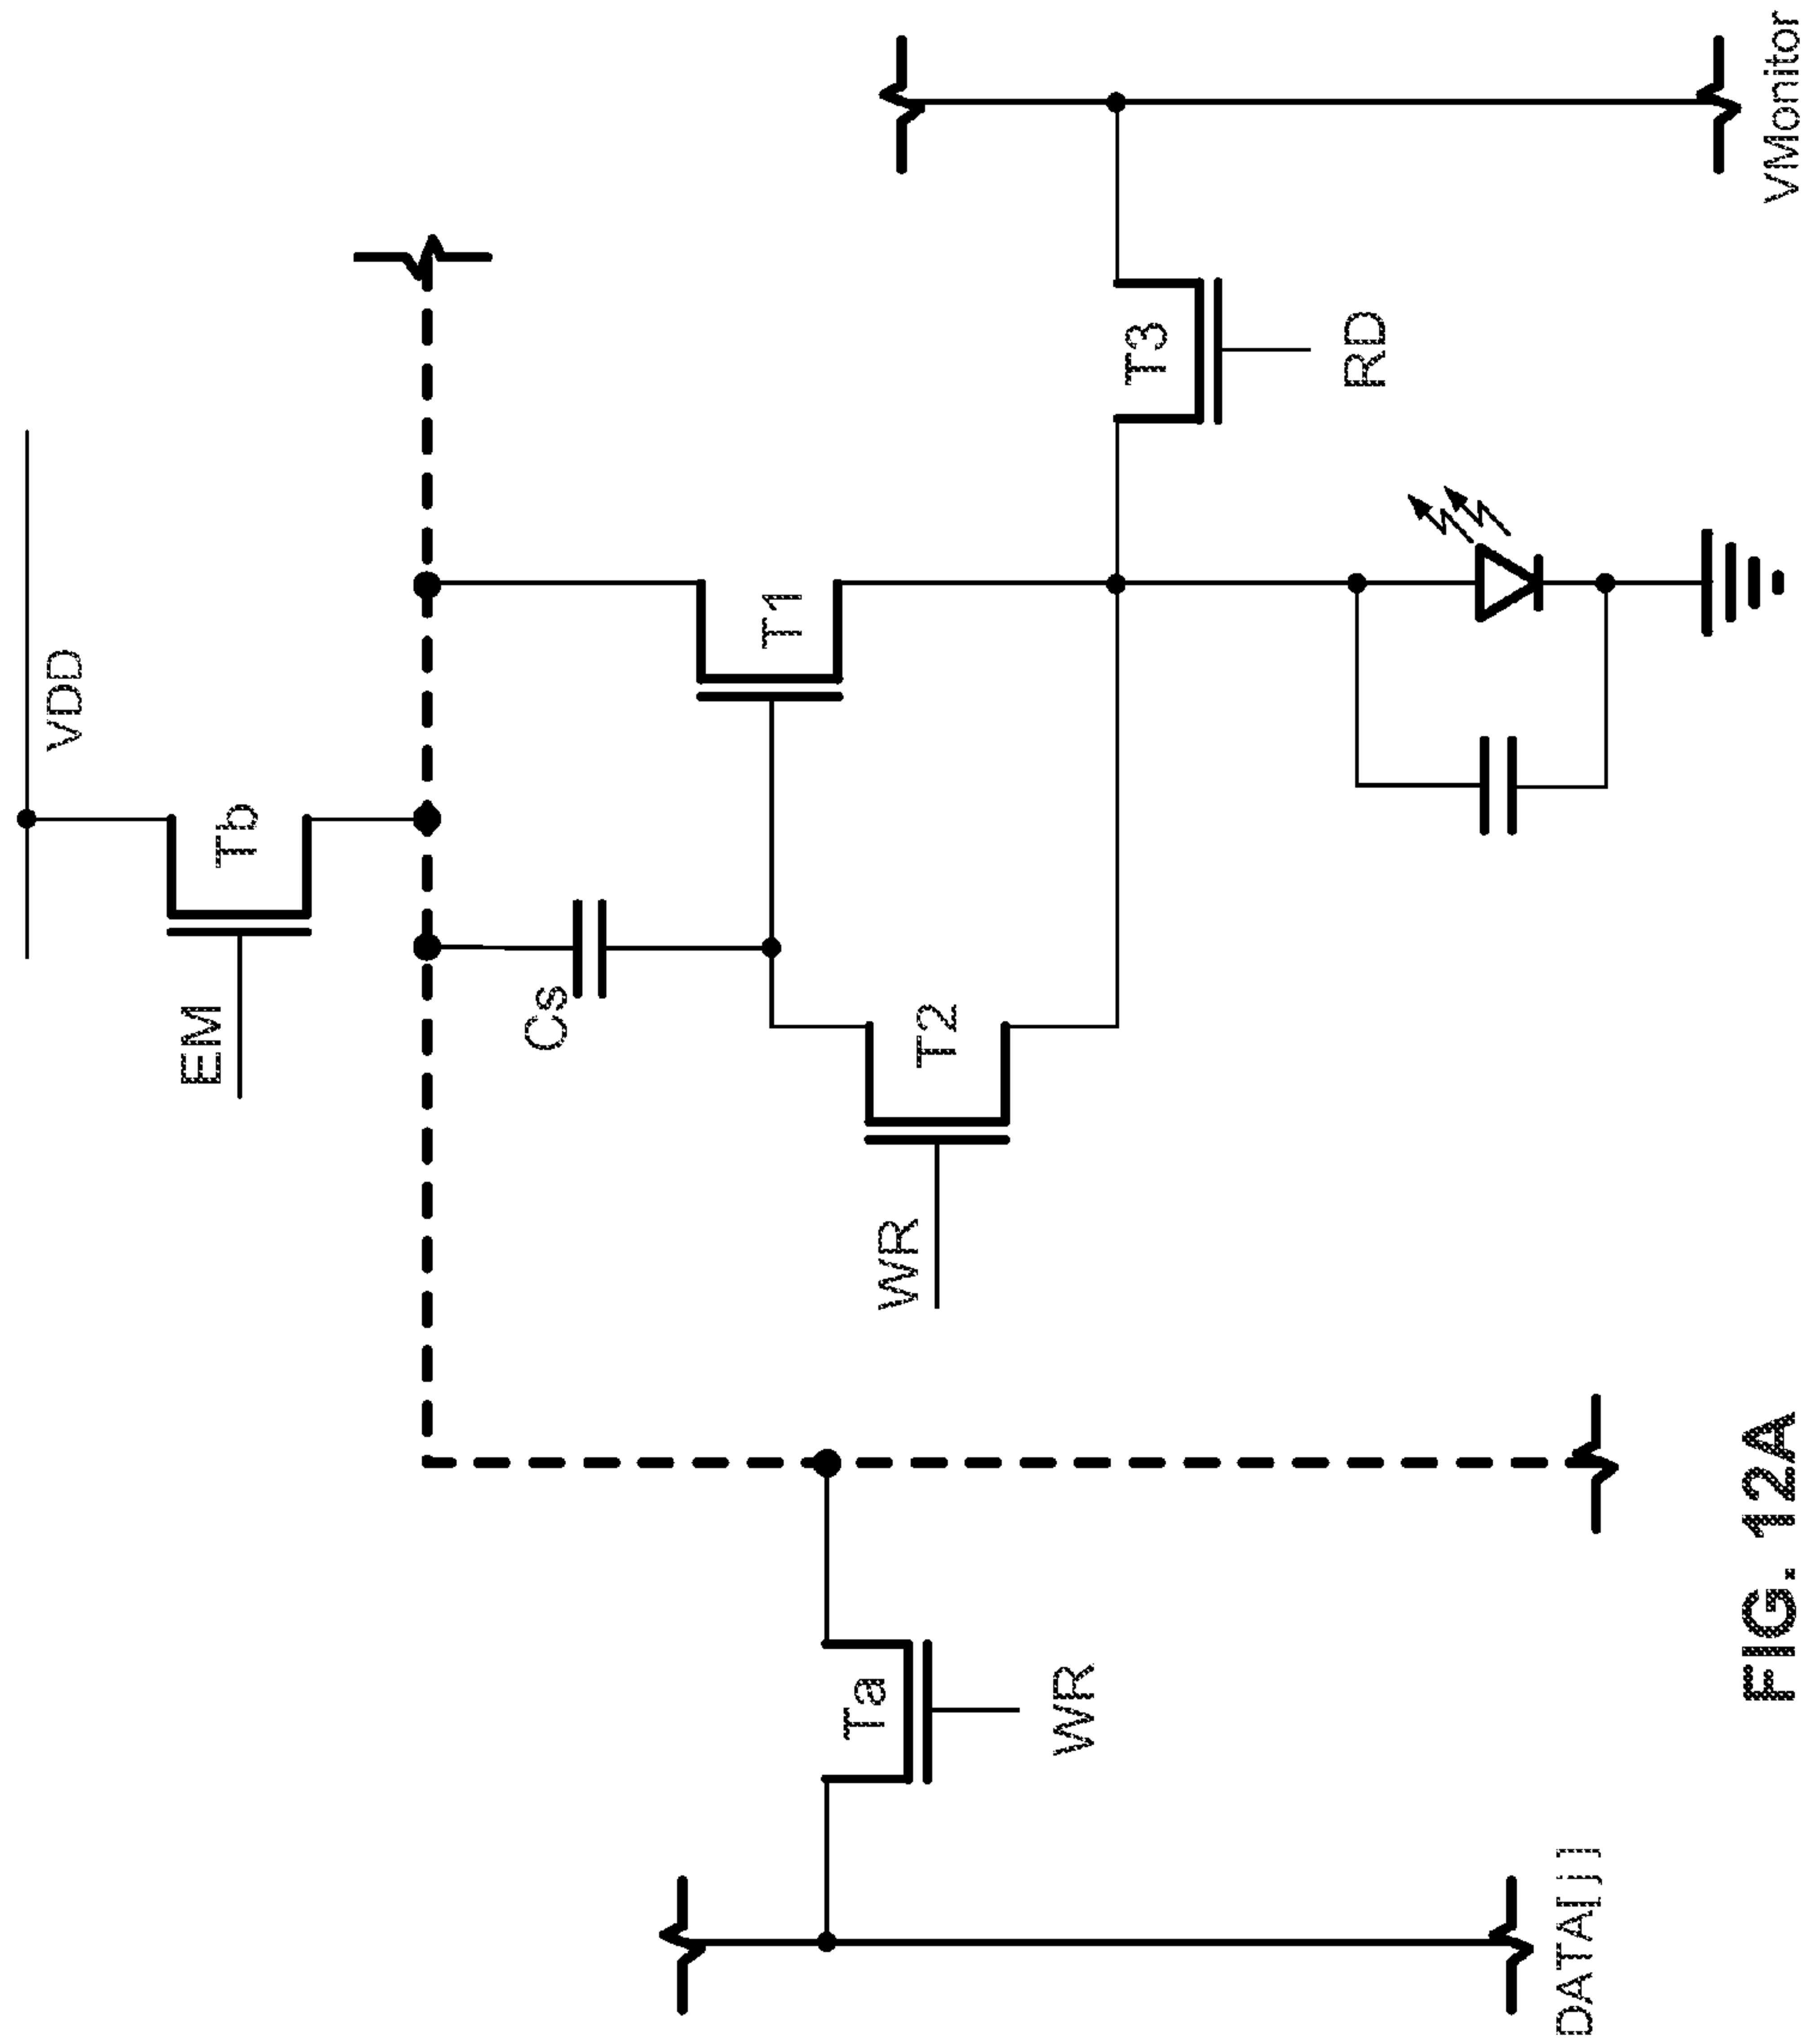 VDD
Tb
EM
Cs
T1
T2
WR
T3
RD
VMonitor
Ta
WR
DATA[j]
FIG. 12A